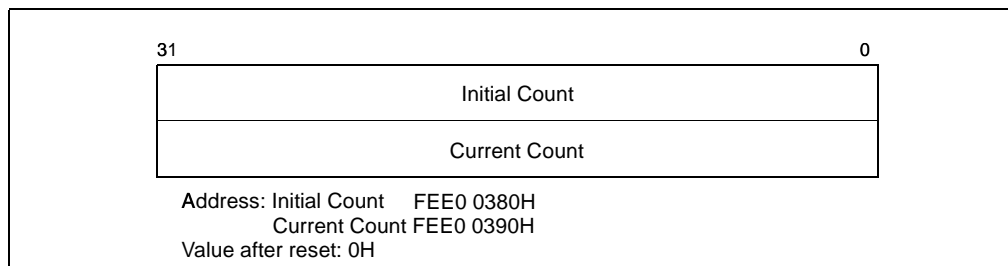 31 0
Initial Count
Current Count
Address: Initial Count FEE0 0380H
Current Count FEE0 0390H
Value after reset: 0H